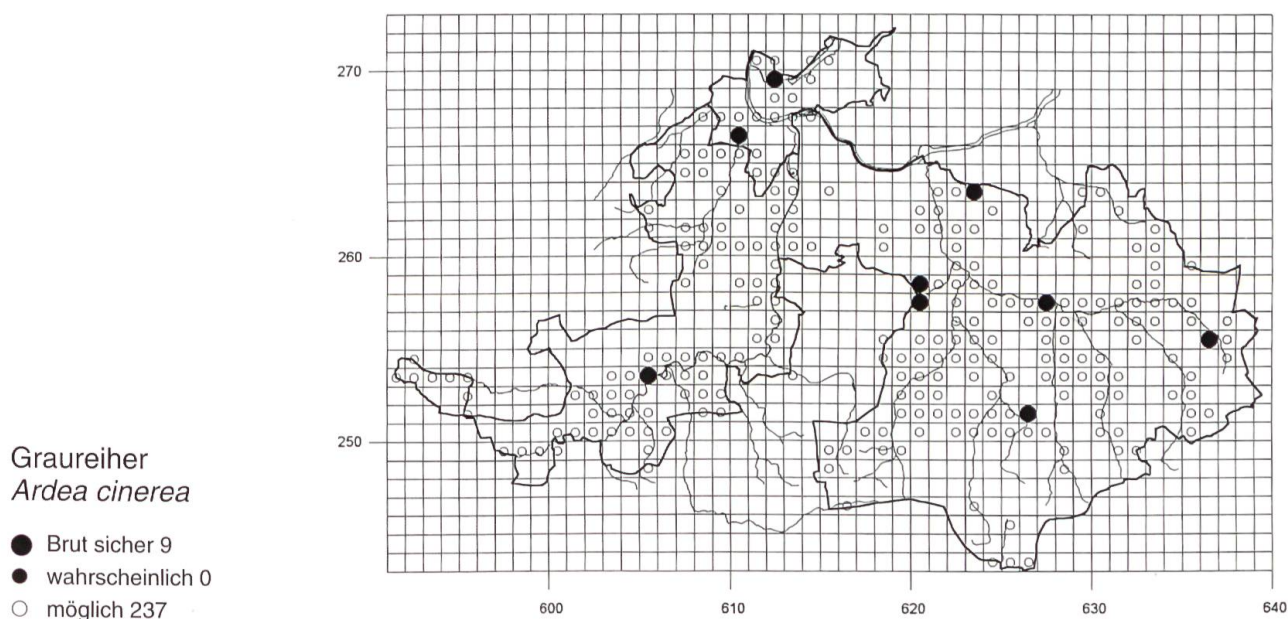 270
260
250
600
610
620
630
640
Graureiher
Ardea cinerea
Brut sicher 9
wahrscheinlich 0
möglich 237